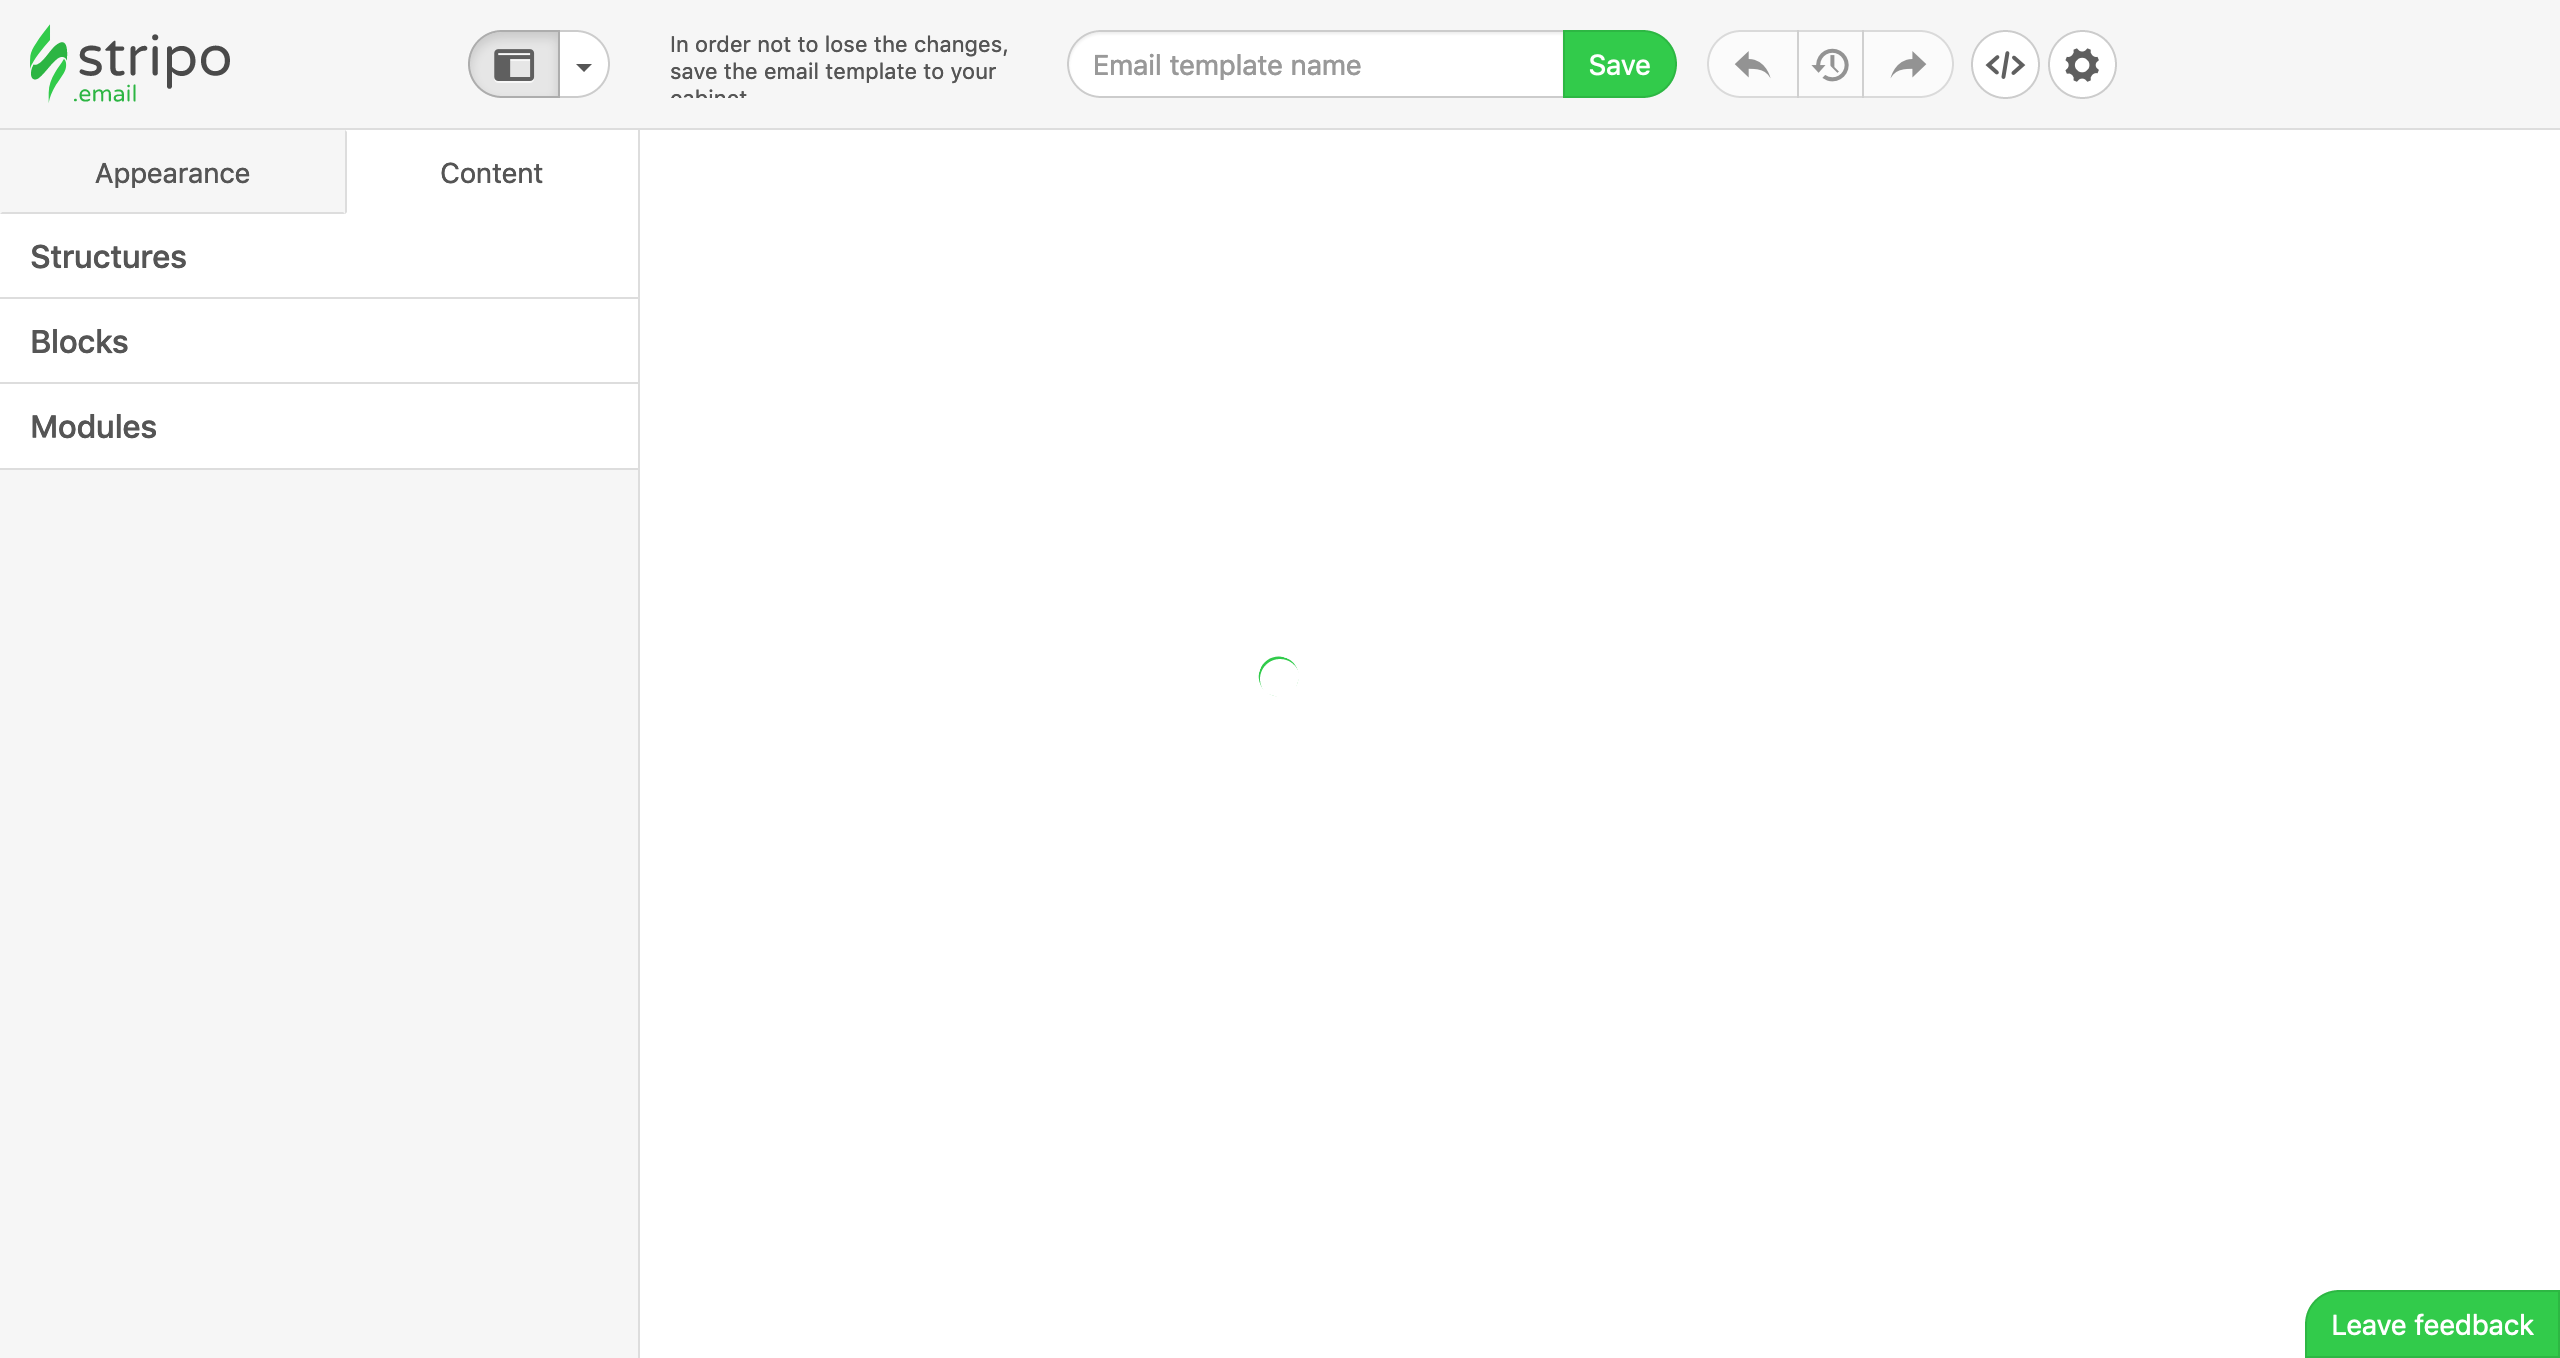 stripo
.email
In order not to lose the changes,
save the email template to your
cabinet
Email template name
Save
Appearance
Content
Structures
Blocks
Modules
Leave feedback